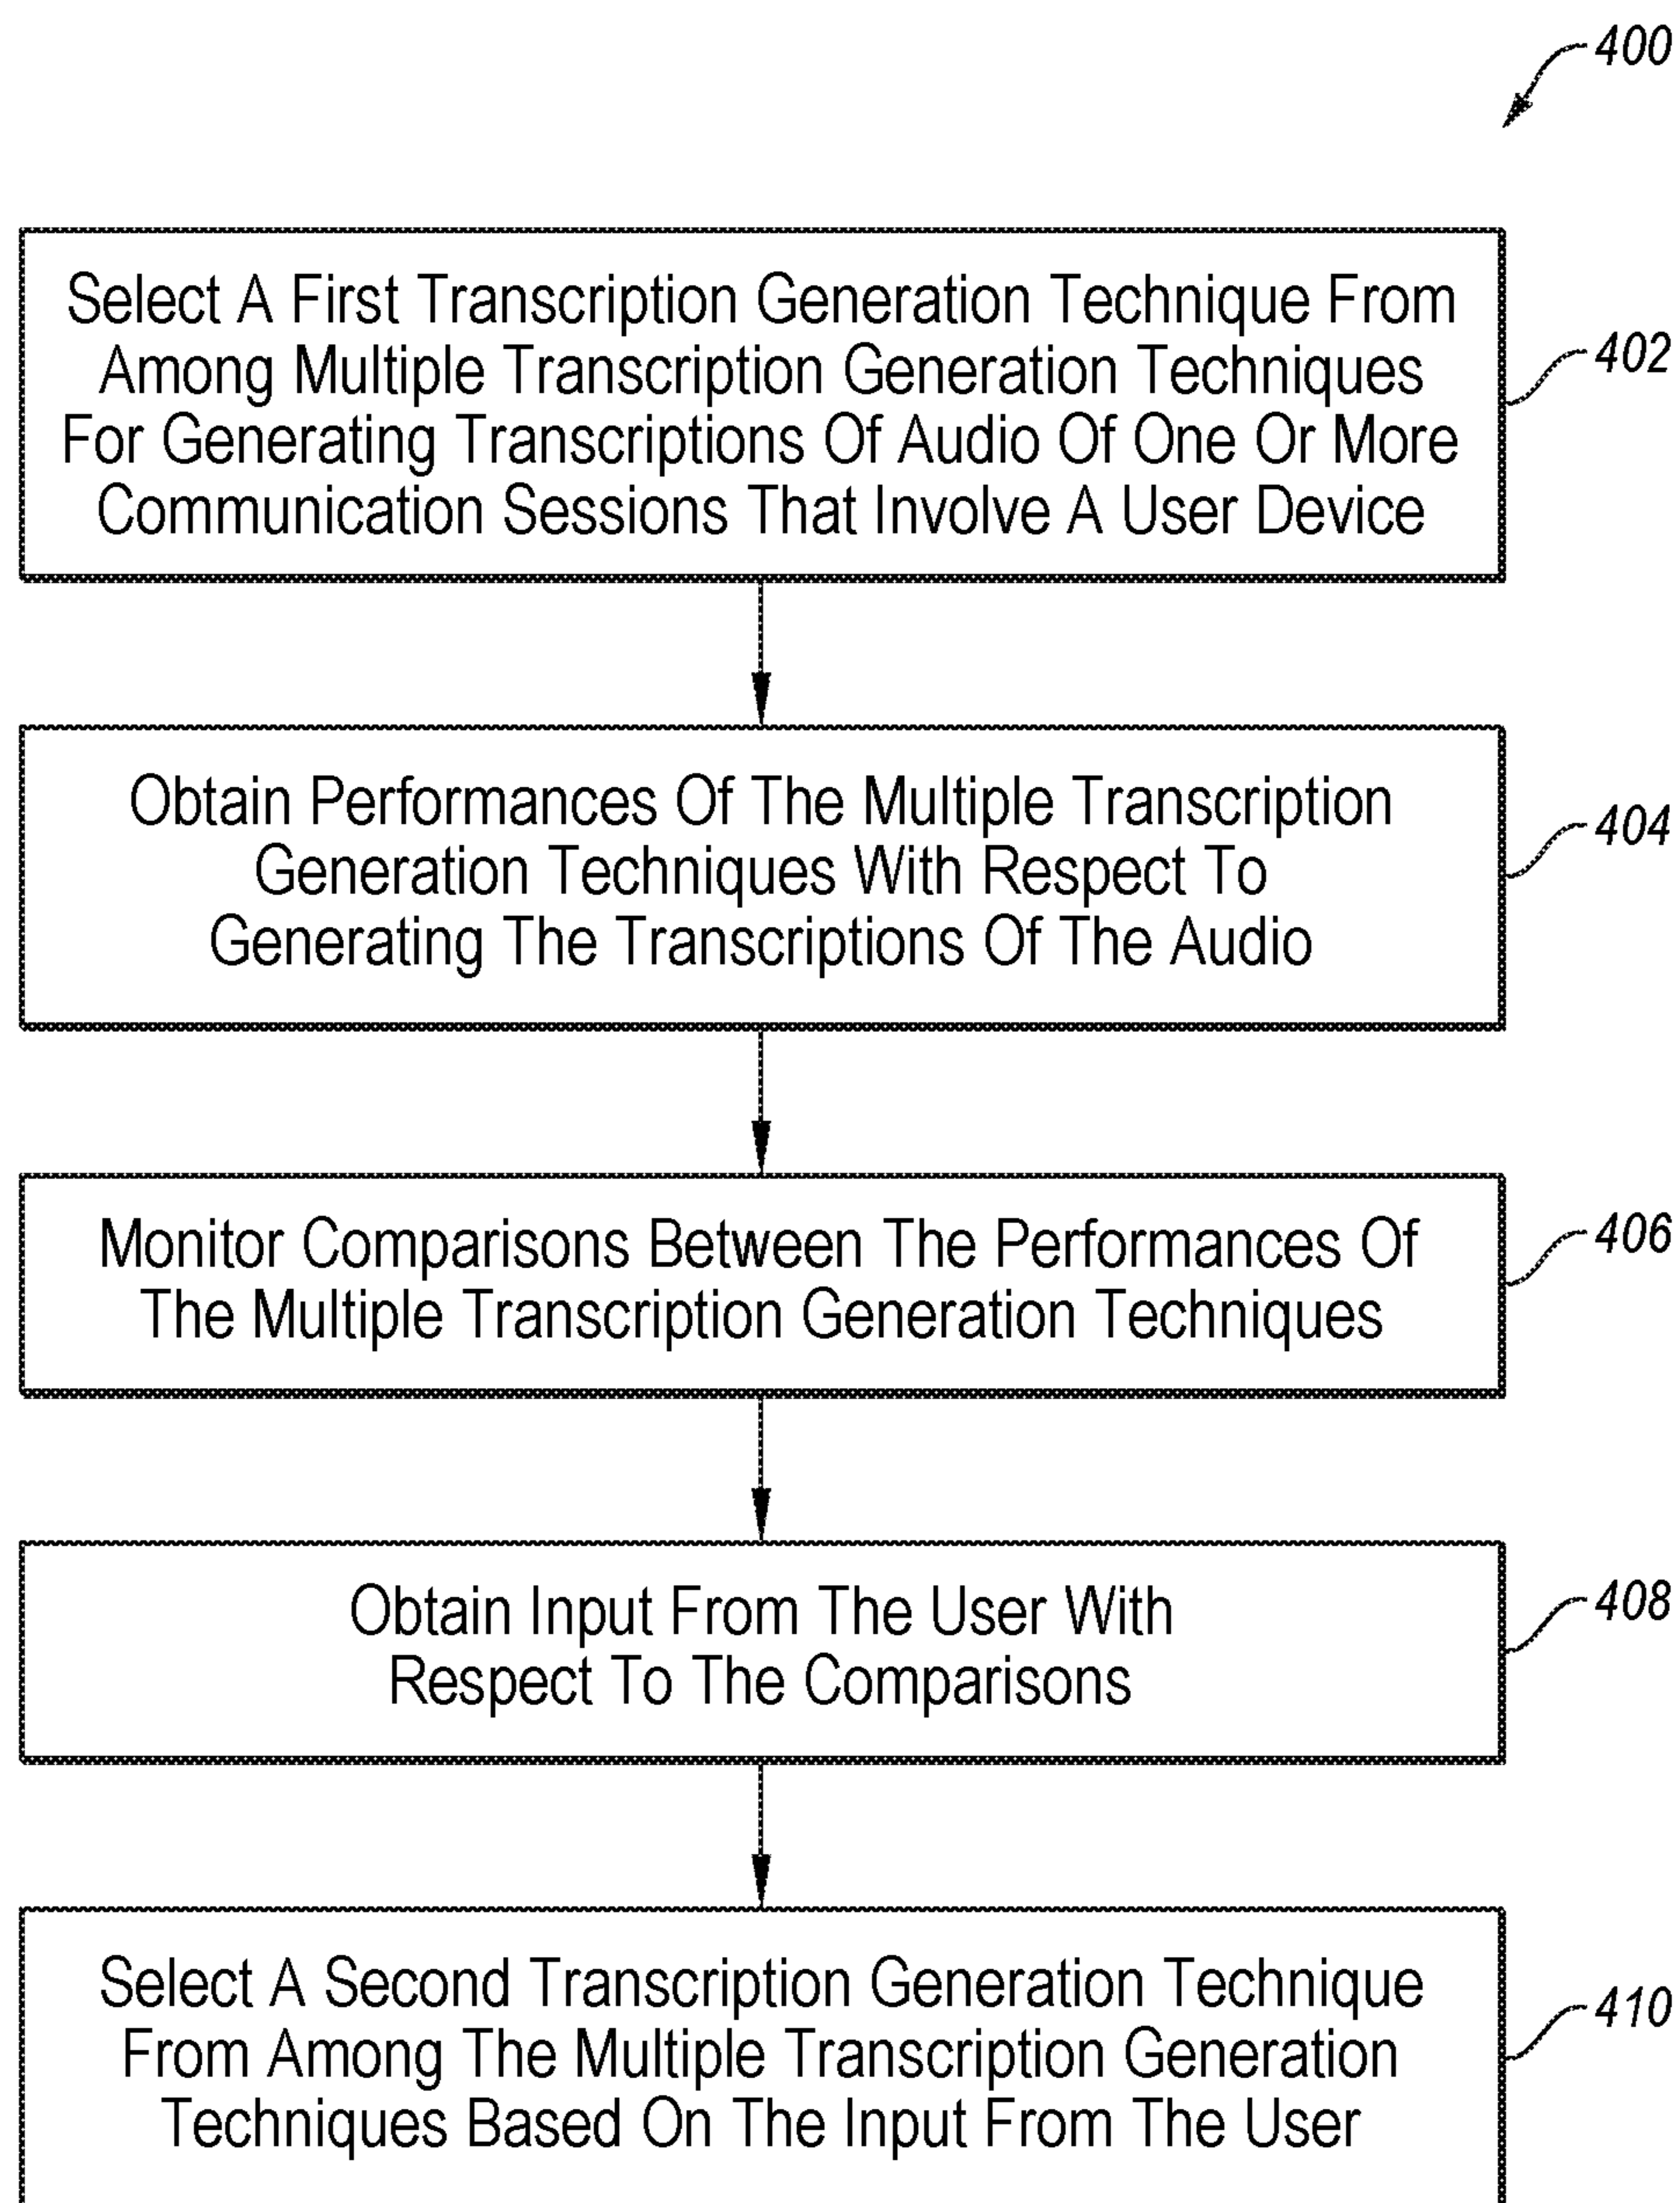 400
Select A First Transcription Generation Technique From
Among Multiple Transcription Generation Techniques
For Generating Transcriptions Of Audio Of One Or More
Communication Sessions That Involve A User Device
402
Obtain Performances Of The Multiple Transcription
Generation Techniques With Respect To
Generating The Transcriptions Of The Audio
404
Monitor Comparisons Between The Performances Of
The Multiple Transcription Generation Techniques
406
Obtain Input From The User With
Respect To The Comparisons
408
Select A Second Transcription Generation Technique
From Among The Multiple Transcription Generation
Techniques Based On The Input From The User
410